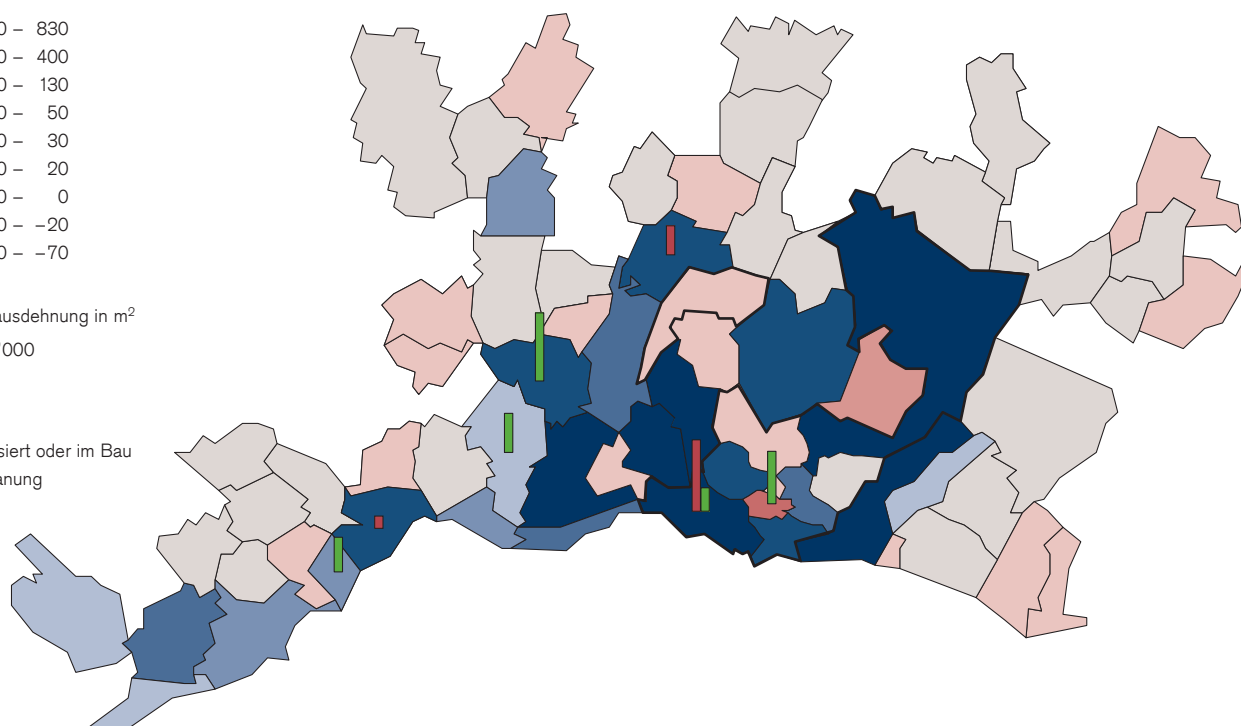 0 – 830
0 – 400
0 – 130
0 – 50
0 – 30
0 – 20
0 – 0
0 – –20
0 – –70
ausdehnung in m²
'000
siert oder im Bau
anung